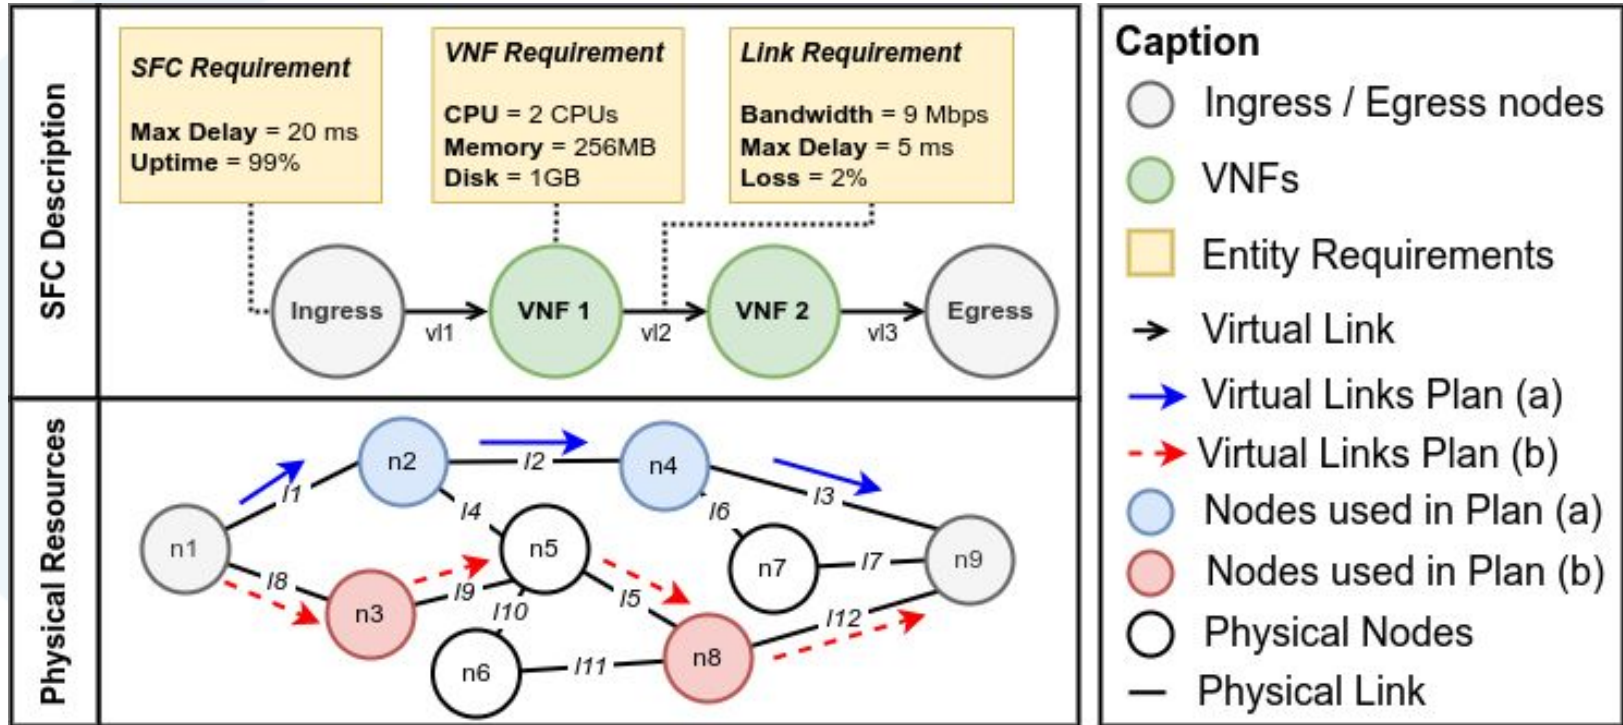 SFC Description
SFC Requirement
Max Delay = 20 ms
Uptime = 99%
VNF Requirement
CPU = 2 CPUs
Memory = 256MB
Disk = 1GB
Link Requirement
Bandwidth = 9 Mbps
Max Delay = 5 ms
Loss = 2%
Ingress
vl1
VNF 1
vl2
VNF 2
vl3
Egress
Physical Resources
n1
l1
n2
l2
n4
l3
n9
l4
n5
l6
n7
l7
l8
n3
l9
l10
l5
n6
l11
n8
l12
Caption
Ingress / Egress nodes
VNFs
Entity Requirements
Virtual Link
Virtual Links Plan (a)
Virtual Links Plan (b)
Nodes used in Plan (a)
Nodes used in Plan (b)
Physical Nodes
Physical Link